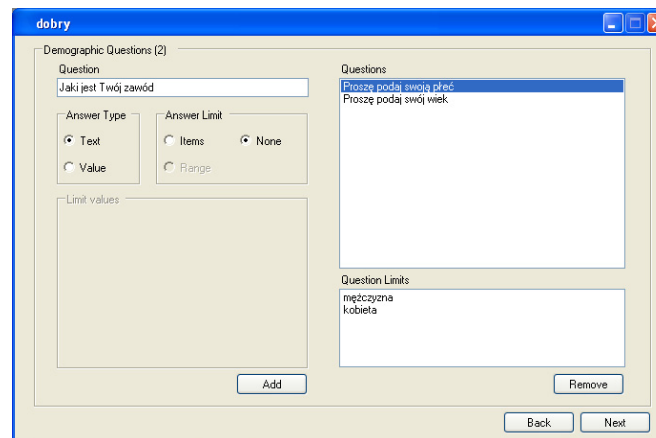 dobry
Demographic Questions (2)
Question
Jaki jest Twój zawód
Answer Type
Text
Value
Answer Limit
Items
None
Range
Limit values
Add
Questions
Proszę podaj swoją płeć
Proszę podaj swój wiek
Question Limits
mężczyzna
kobieta
Remove
Back
Next